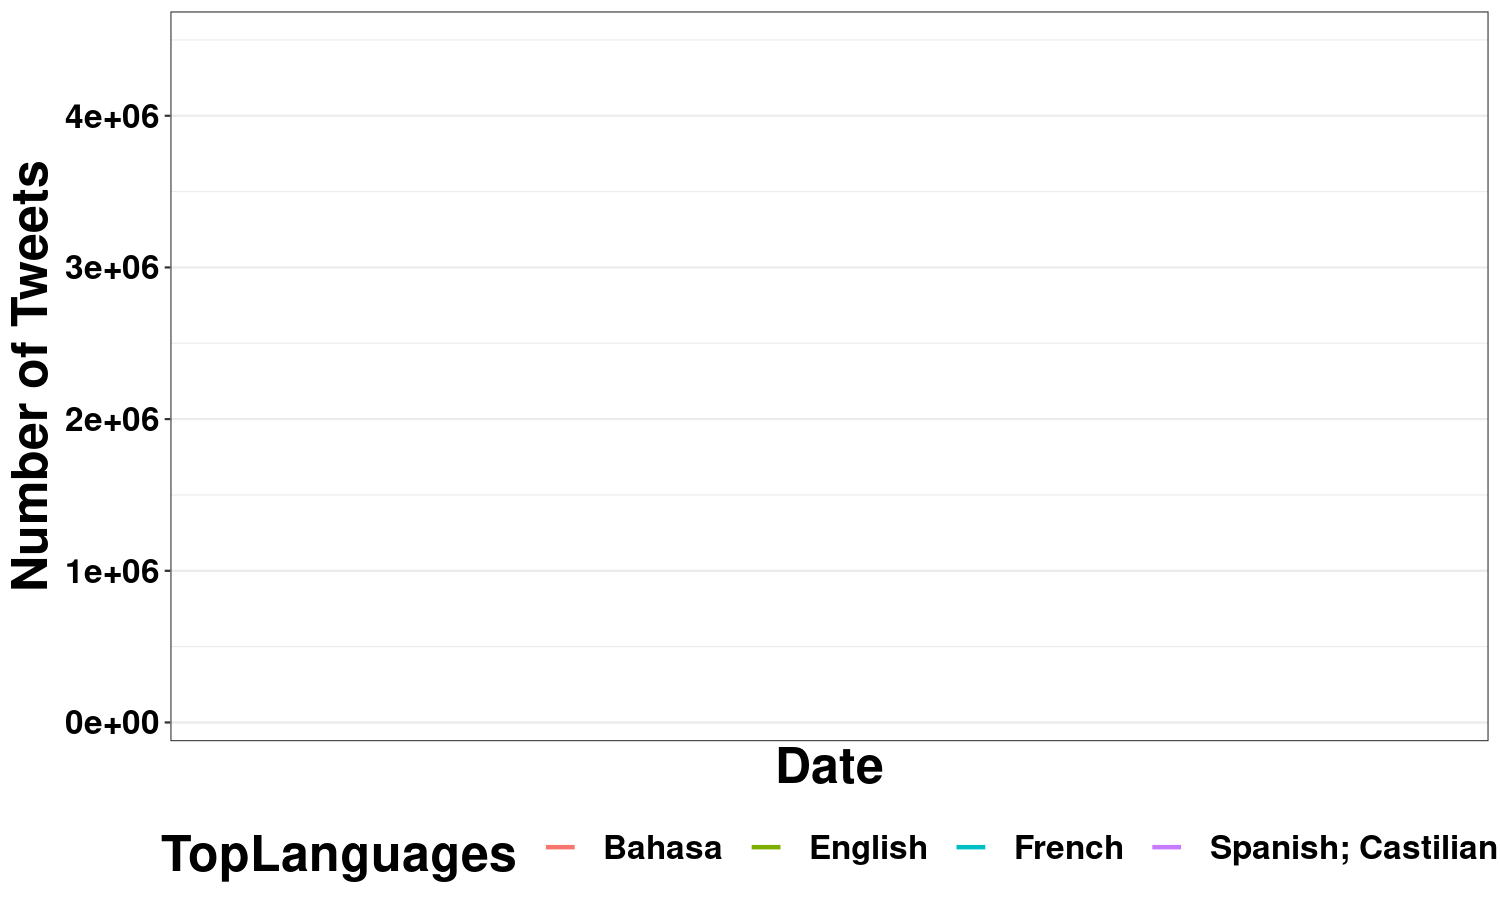 Number of Tweets
4e+06
3e+06
2e+06
1e+06
0e+00
Date
TopLanguages Bahasa English French Spanish; Castilian